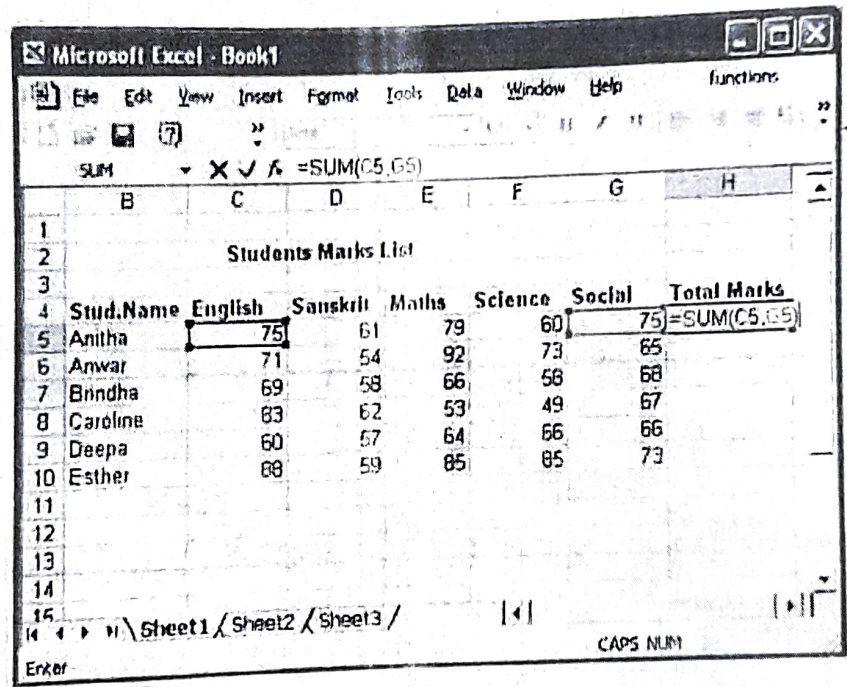 Microsoft Excel - Book1
File Edit View Insert Format Tools Data Window Help functions
SUM =SUM(C5,G5)
B C D E F G H
1
2 Students Marks List
3
4 Stud.Name English Sanskrit Maths Science Social Total Marks
5 Anitha 75 61 79 60 75 =SUM(C5,G5)
6 Anwar 71 54 92 73 65
7 Brindha 69 58 66 58 68
8 Caroline 83 62 53 49 67
9 Deepa 60 57 64 66 66
10 Esther 88 59 85 85 73
11
12
13
14
15
Sheet1 Sheet2 Sheet3
CAPS NUM
Enter